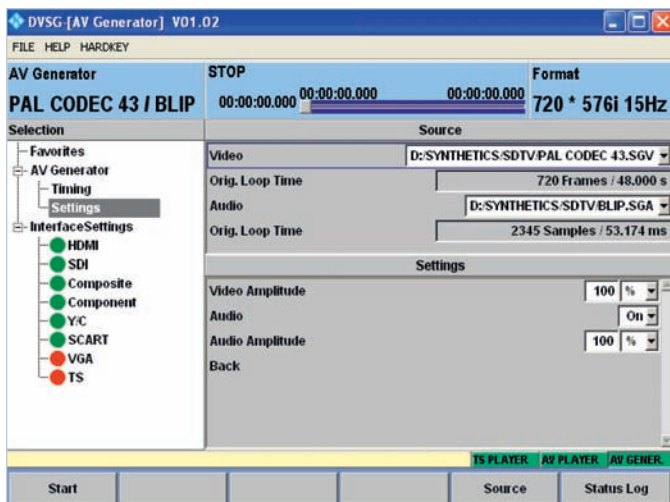 DVSG-[AV Generator] V01.02
FILE HELP HARDKEY
AV Generator
PAL CODEC 43 / BLIP
STOP
00:00:00.000 00:00:00.000 00:00:00.000
Format
720 * 576i 15Hz
Selection
Favorites
AV Generator
Timing
Settings
InterfaceSettings
HDMI
SDI
Composite
Component
Y/C
SCART
VGA
TS
Source
Video D:/SYNTHETICS/SDTV/PAL CODEC 43.SGV
Orig. Loop Time 720 Frames / 48.000 s
Audio D:/SYNTHETICS/SDTV/BLIP.SGA
Orig. Loop Time 2345 Samples / 53.174 ms
Settings
Video Amplitude 100 %
Audio On
Audio Amplitude 100 %
Back
TS PLAYER AV PLAYER AV GENER.
Start Source Status Log